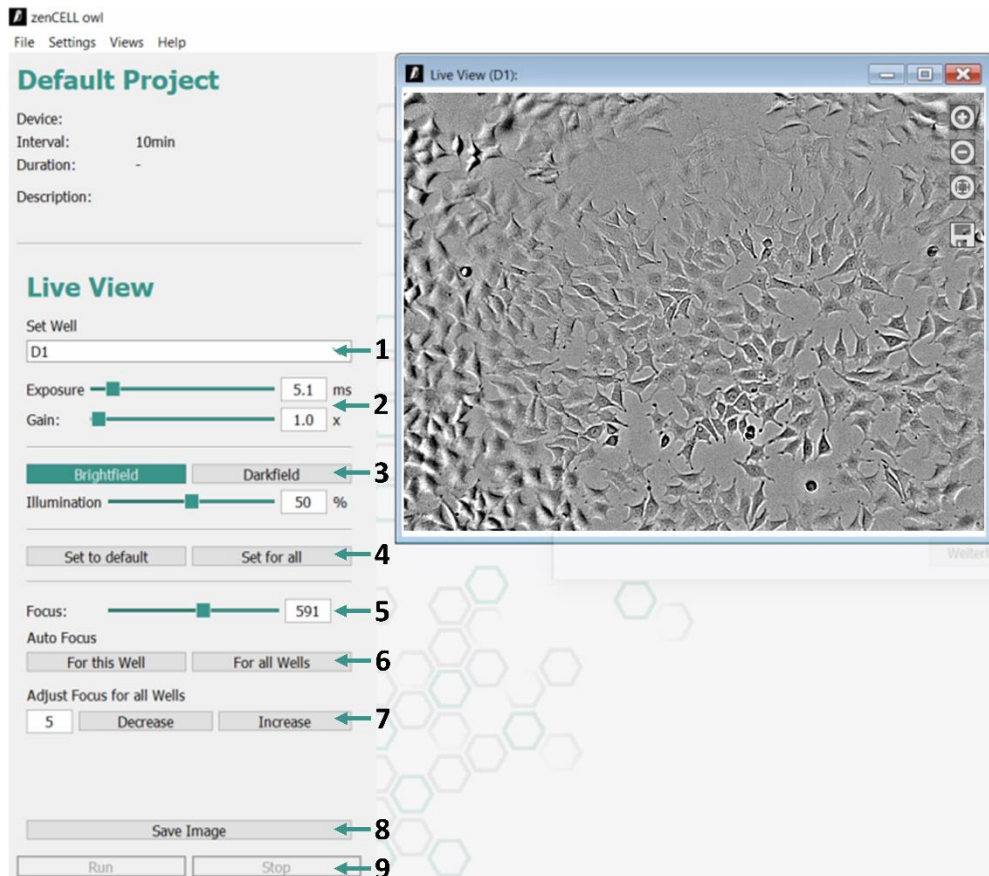 zenCELL owl
File Settings Views Help
Default Project
Device:
Interval: 10min
Duration: -
Description:
Live View
Set Well
D1 1
Exposure 5.1 ms
2
Gain: 1.0 x
Brightfield Darkfield 3
Illumination 50 %
Set to default Set for all 4
Focus: 591 5
Auto Focus
For this Well For all Wells 6
Adjust Focus for all Wells
5 Decrease Increase 7
Save Image 8
Run Stop 9
Live View (D1):